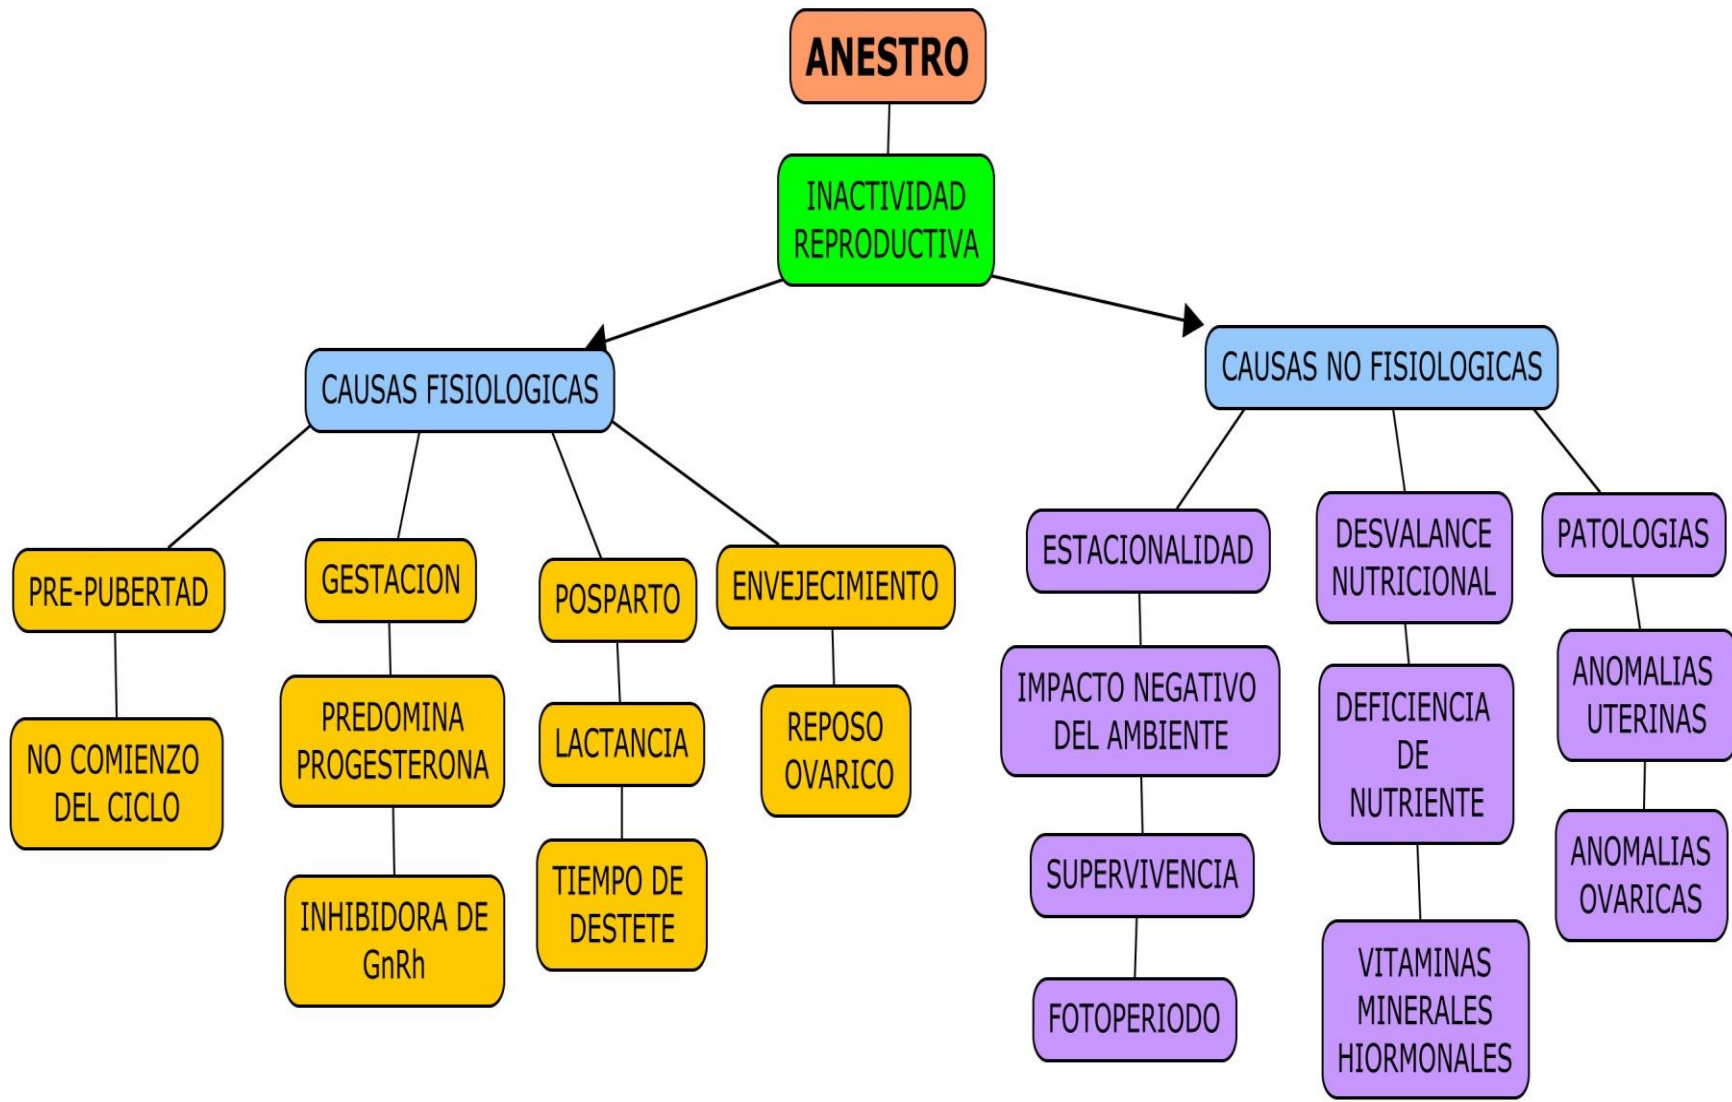 ANESTRO
INACTIVIDAD
REPRODUCTIVA
CAUSAS FISIOLOGICAS
CAUSAS NO FISIOLOGICAS
PRE-PUBERTAD
NO COMIENZO
DEL CICLO
GESTACION
PREDOMINA
PROGESTERONA
INHIBIDORA DE
GnRh
POSPARTO
LACTANCIA
TIEMPO DE
DESTETE
ENVEJECIMIENTO
REPOSO
OVARICO
ESTACIONALIDAD
IMPACTO NEGATIVO
DEL AMBIENTE
SUPERVIVENCIA
FOTOPERIODO
DESVALANCE
NUTRICIONAL
DEFICIENCIA
DE
NUTRIENTE
VITAMINAS
MINERALES
HIORMONALES
PATOLOGIAS
ANOMALIAS
UTERINAS
ANOMALIAS
OVARICAS